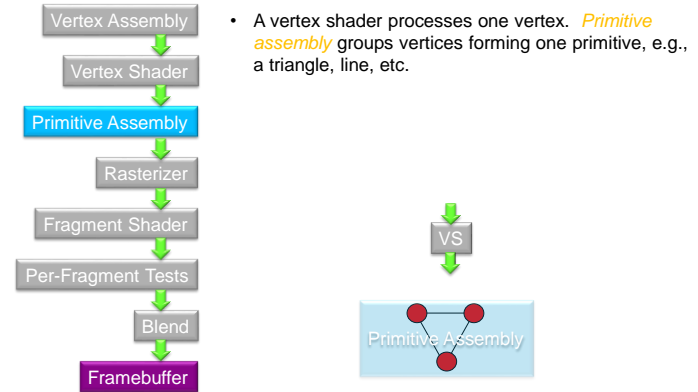 Vertex Assembly
Vertex Shader
Primitive Assembly
Rasterizer
Fragment Shader
Per-Fragment Tests
Blend
Framebuffer
• A vertex shader processes one vertex. Primitive
assembly groups vertices forming one primitive, e.g.,
a triangle, line, etc.
VS
Primitive Assembly